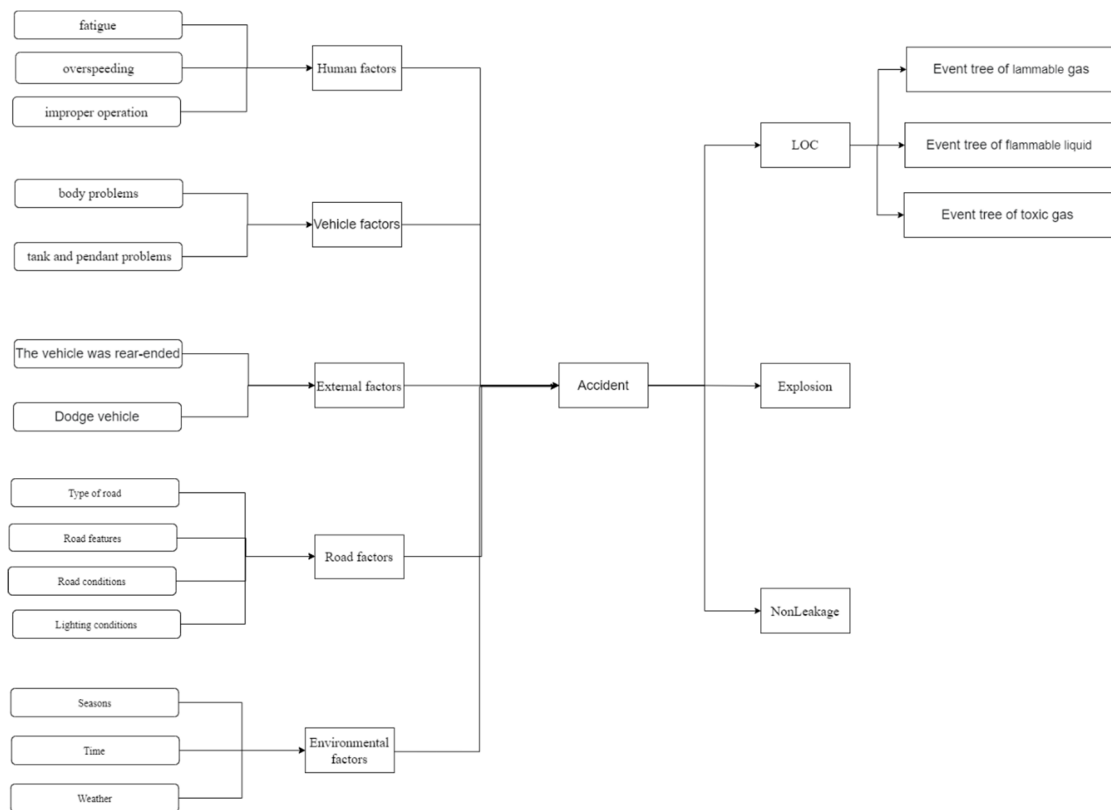 fatigue
overspeeding
improper operation
Human factors
body problems
tank and pendant problems
Vehicle factors
The vehicle was rear-ended
Dodge vehicle
External factors
Type of road
Road features
Road conditions
Lighting conditions
Road factors
Seasons
Time
Weather
Environmental
factors
Accident
LOC
Explosion
NonLeakage
Event tree of lammable gas
Event tree of flammable liquid
Event tree of toxic gas